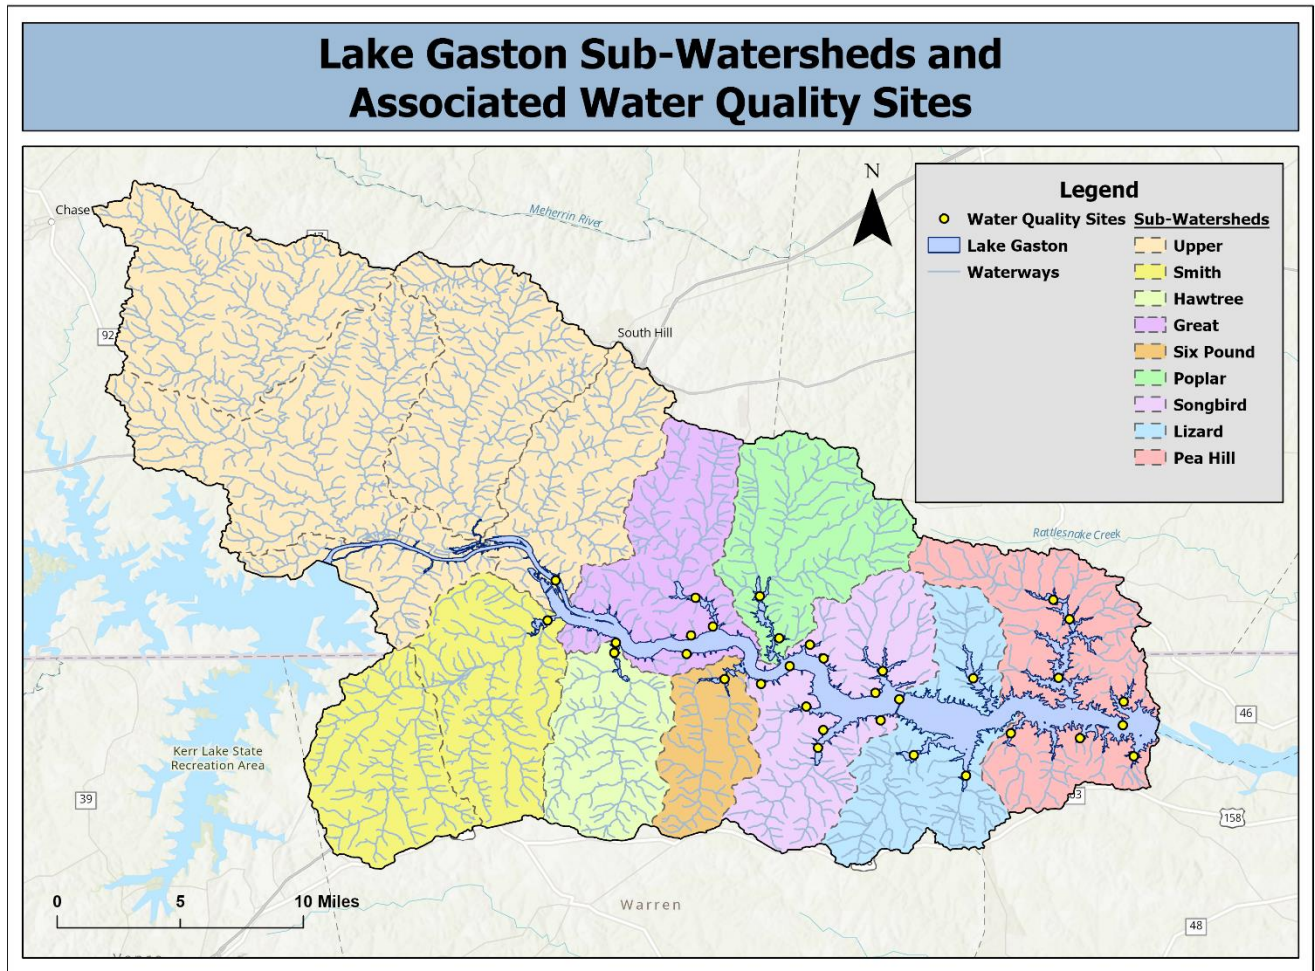 Lake Gaston Sub-Watersheds and
Associated Water Quality Sites
N
Legend
Water Quality Sites
Lake Gaston
Waterways
Sub-Watersheds
Upper
Smith
Hawtree
Great
Six Pound
Poplar
Songbird
Lizard
Pea Hill
Chase
Meherrin River
92
South Hill
Rattlesnake Creek
Kerr Lake State
Recreation Area
46
39
158
0 5 10 Miles
Warren
48